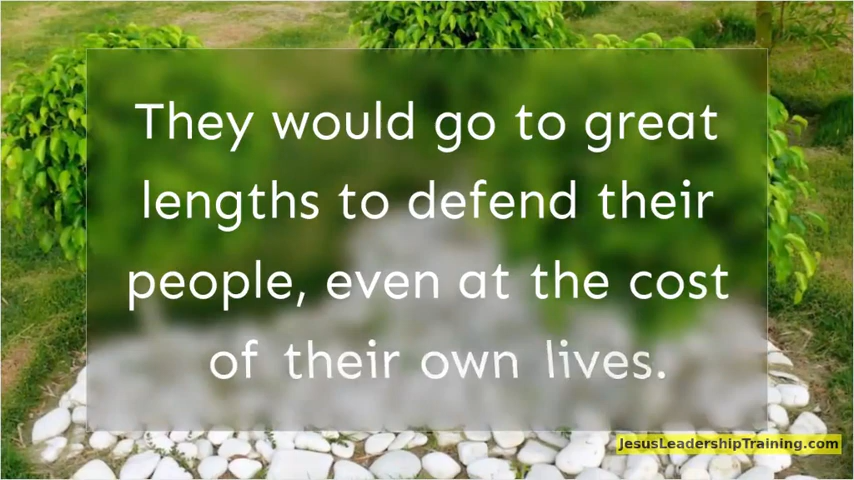 They would go to great
lengths to defend their
people, even at the cost
of their own lives.
JesusLeadershipTraining.com